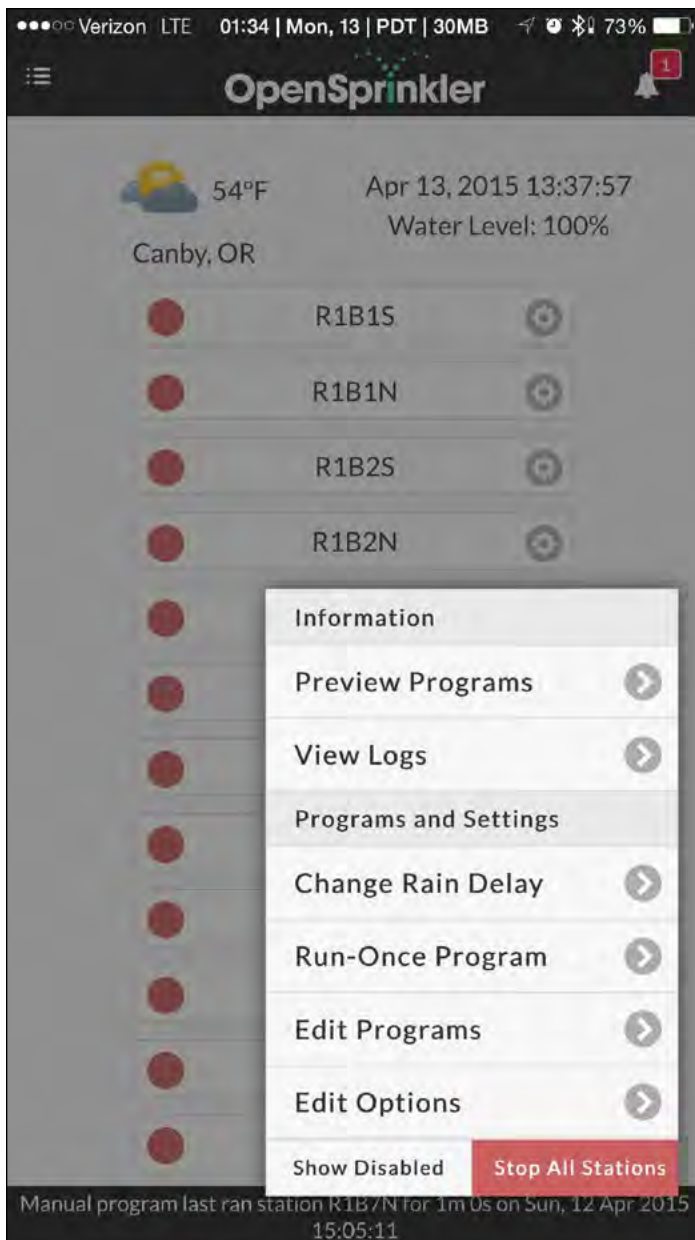 Verizon LTE 01:34 | Mon, 13 | PDT | 30MB 73%
OpenSprinkler
1
54°F
Apr 13, 2015 13:37:57
Water Level: 100%
Canby, OR
R1B1S
R1B1N
R1B2S
R1B2N
Information
Preview Programs
View Logs
Programs and Settings
Change Rain Delay
Run-Once Program
Edit Programs
Edit Options
Show Disabled Stop All Stations
Manual program last ran station R1B7N for 1m 0s on Sun, 12 Apr 2015
15:05:11